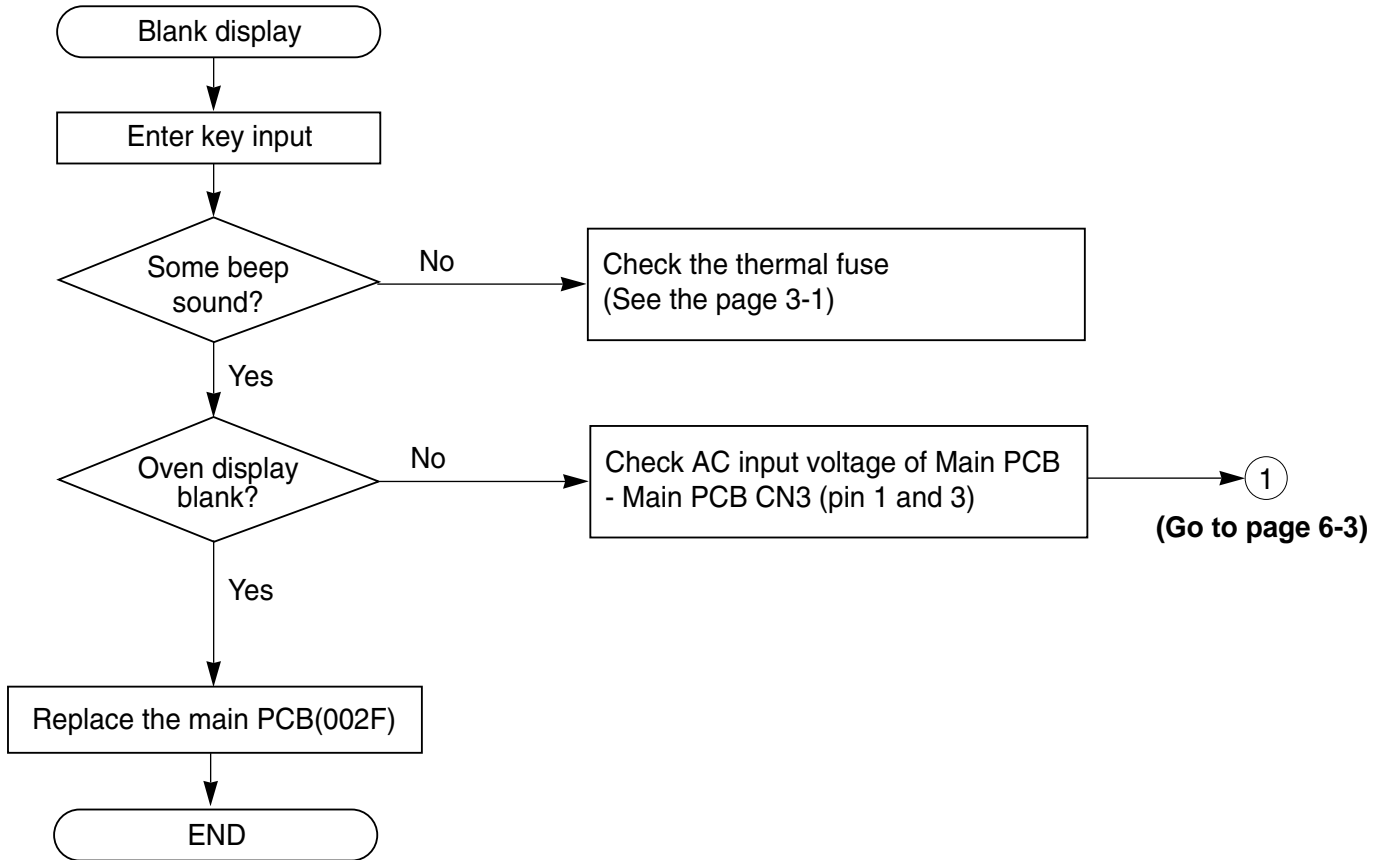 Blank display
Enter key input
Some beep
sound?
No
Check the thermal fuse
(See the page 3-1)
Yes
Oven display
blank?
No
Check AC input voltage of Main PCB
- Main PCB CN3 (pin 1 and 3)
1
(Go to page 6-3)
Yes
Replace the main PCB(002F)
END